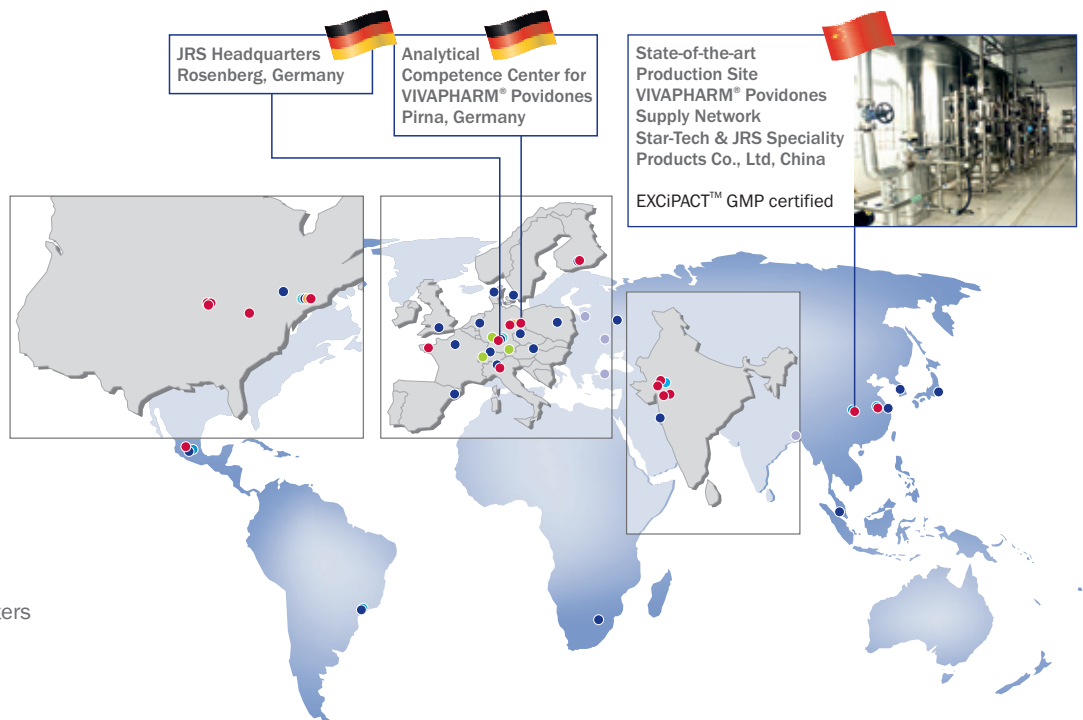 JRS Headquarters
Rosenberg, Germany
Analytical
Competence Center for
VIVAPHARM® Povidones
Pirna, Germany
State-of-the-art
Production Site
VIVAPHARM® Povidones
Supply Network
Star-Tech & JRS Speciality
Products Co., Ltd, China
EXCiPACT™ GMP certified
ters